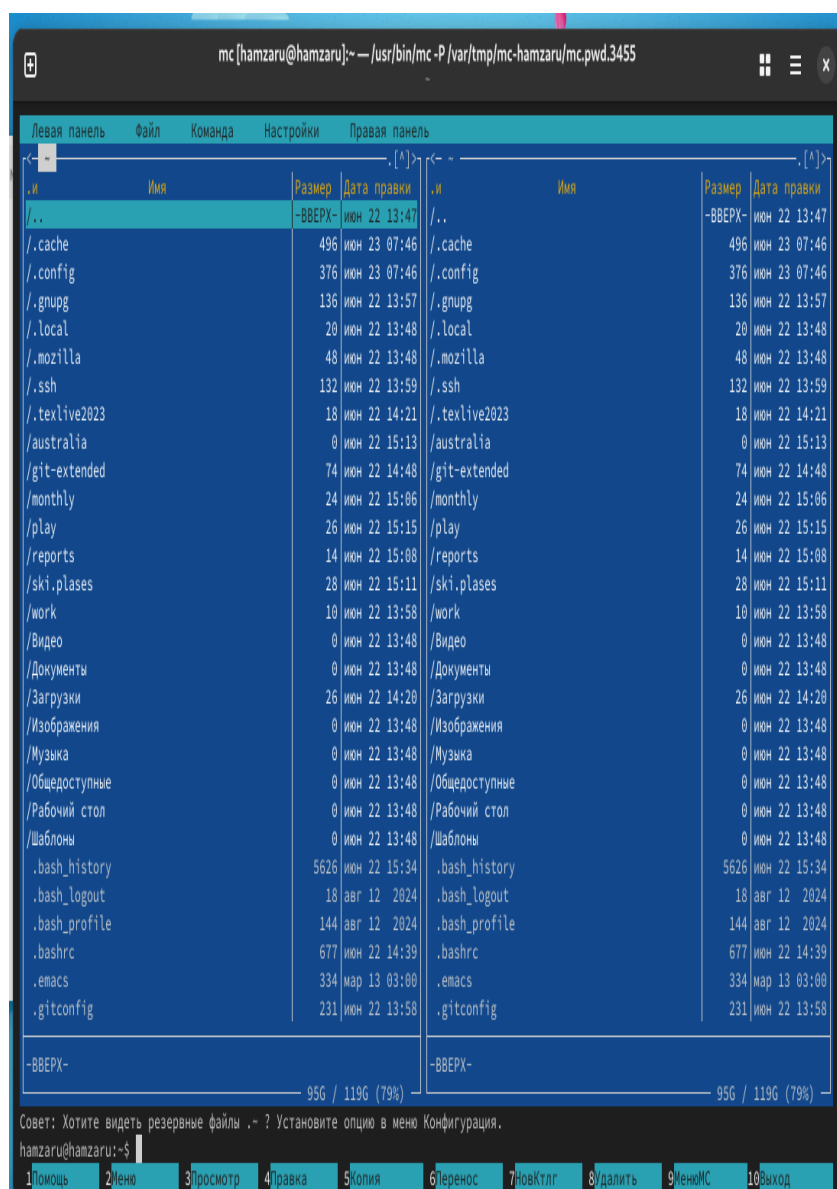 mc [hamzaru@hamzaru]:~ — /usr/bin/mc -P /var/tmp/mc-hamzaru/mc.pwd.3455
~
Левая панель Файл Команда Настройки Правая панель
<- ~ .[^]> <- ~ .[^]>
.и Имя Размер Дата правки .и Имя Размер Дата правки
/.. -ВВЕРХ- июн 22 13:47 /.. -ВВЕРХ- июн 22 13:47
/.cache 496 июн 23 07:46 /.cache 496 июн 23 07:46
/.config 376 июн 23 07:46 /.config 376 июн 23 07:46
/.gnupg 136 июн 22 13:57 /.gnupg 136 июн 22 13:57
/.local 20 июн 22 13:48 /.local 20 июн 22 13:48
/.mozilla 48 июн 22 13:48 /.mozilla 48 июн 22 13:48
/.ssh 132 июн 22 13:59 /.ssh 132 июн 22 13:59
/.texlive2023 18 июн 22 14:21 /.texlive2023 18 июн 22 14:21
/australia 0 июн 22 15:13 /australia 0 июн 22 15:13
/git-extended 74 июн 22 14:48 /git-extended 74 июн 22 14:48
/monthly 24 июн 22 15:06 /monthly 24 июн 22 15:06
/play 26 июн 22 15:15 /play 26 июн 22 15:15
/reports 14 июн 22 15:08 /reports 14 июн 22 15:08
/ski.plases 28 июн 22 15:11 /ski.plases 28 июн 22 15:11
/work 10 июн 22 13:58 /work 10 июн 22 13:58
/Видео 0 июн 22 13:48 /Видео 0 июн 22 13:48
/Документы 0 июн 22 13:48 /Документы 0 июн 22 13:48
/Загрузки 26 июн 22 14:20 /Загрузки 26 июн 22 14:20
/Изображения 0 июн 22 13:48 /Изображения 0 июн 22 13:48
/Музыка 0 июн 22 13:48 /Музыка 0 июн 22 13:48
/Общедоступные 0 июн 22 13:48 /Общедоступные 0 июн 22 13:48
/Рабочий стол 0 июн 22 13:48 /Рабочий стол 0 июн 22 13:48
/Шаблоны 0 июн 22 13:48 /Шаблоны 0 июн 22 13:48
.bash_history 5626 июн 22 15:34 .bash_history 5626 июн 22 15:34
.bash_logout 18 авг 12 2024 .bash_logout 18 авг 12 2024
.bash_profile 144 авг 12 2024 .bash_profile 144 авг 12 2024
.bashrc 677 июн 22 14:39 .bashrc 677 июн 22 14:39
.emacs 334 мар 13 03:00 .emacs 334 мар 13 03:00
.gitconfig 231 июн 22 13:58 .gitconfig 231 июн 22 13:58
-ВВЕРХ- -ВВЕРХ-
95G / 119G (79%) 95G / 119G (79%)
Совет: Хотите видеть резервные файлы .~ ? Установите опцию в меню Конфигурация.
hamzaru@hamzaru:~$
1Помощь 2Меню 3Просмотр 4Правка 5Копия 6Перенос 7НовКтлг 8Удалить 9МенюMC 10Выход